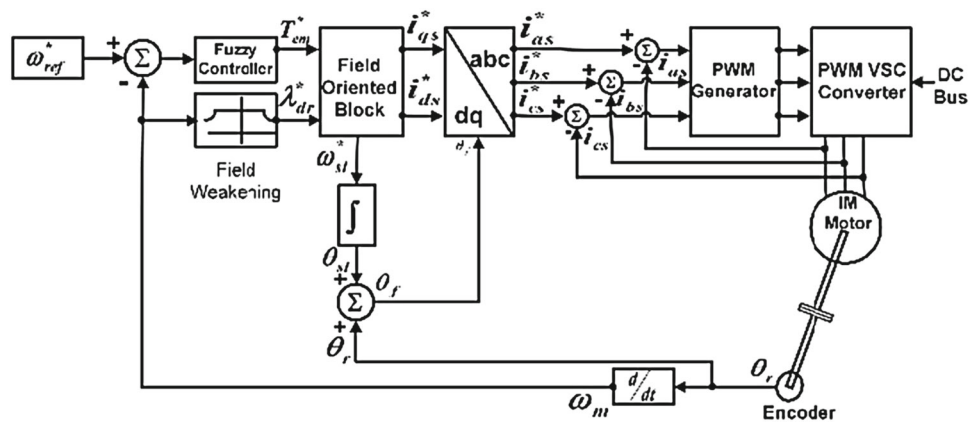 ω*ref
+
-
Σ
Fuzzy
Controller
T*em
λ*dr
Field
Weakening
Field
Oriented
Block
i*qs
i*ds
abc
dq
θf
i*as
i*bs
i*cs
+
-
Σ
ias
+
-
Σ
ibs
+
-
Σ
ics
PWM
Generator
PWM VSC
Converter
DC
Bus
IM
Motor
ω*sl
∫
θsl
+
Σ
+
θf
θr
d/dt
ωm
θr
Encoder